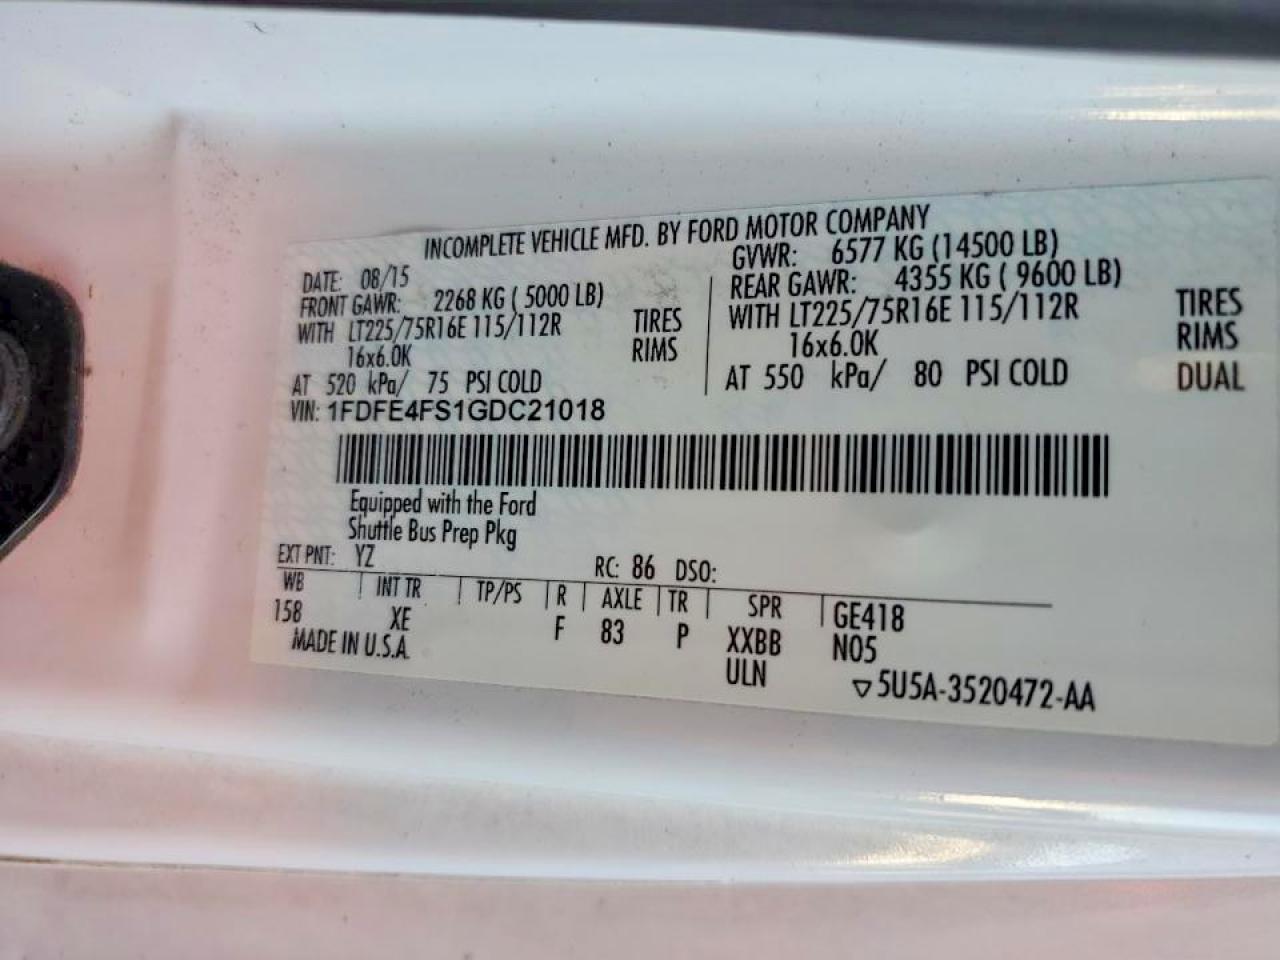 INCOMPLETE VEHICLE MFD. BY FORD MOTOR COMPANY
DATE: 08/15
GVWR: 6577 KG (14500 LB)
FRONT GAWR: 2268 KG ( 5000 LB)
REAR GAWR: 4355 KG ( 9600 LB)
WITH LT225/75R16E 115/112R TIRES
WITH LT225/75R16E 115/112R TIRES
16x6.0K RIMS
16x6.0K RIMS
AT 520 kPa/ 75 PSI COLD
AT 550 kPa/ 80 PSI COLD DUAL
VIN: 1FDFE4FS1GDC21018
Equipped with the Ford
Shuttle Bus Prep Pkg
EXT PNT: YZ RC: 86 DSO:
WB INT TR TP/PS R AXLE TR SPR GE418
158 XE F 83 P XXBB N05
MADE IN U.S.A. ULN ▽5U5A-3520472-AA